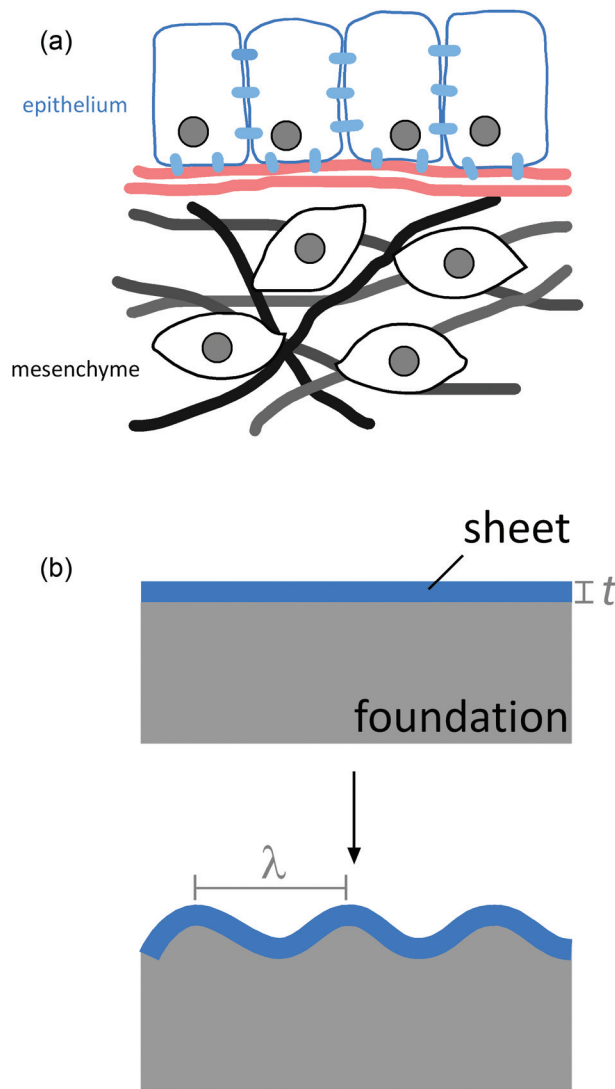 (a)
epithelium
mesenchyme
(b)
sheet
t
foundation
λ